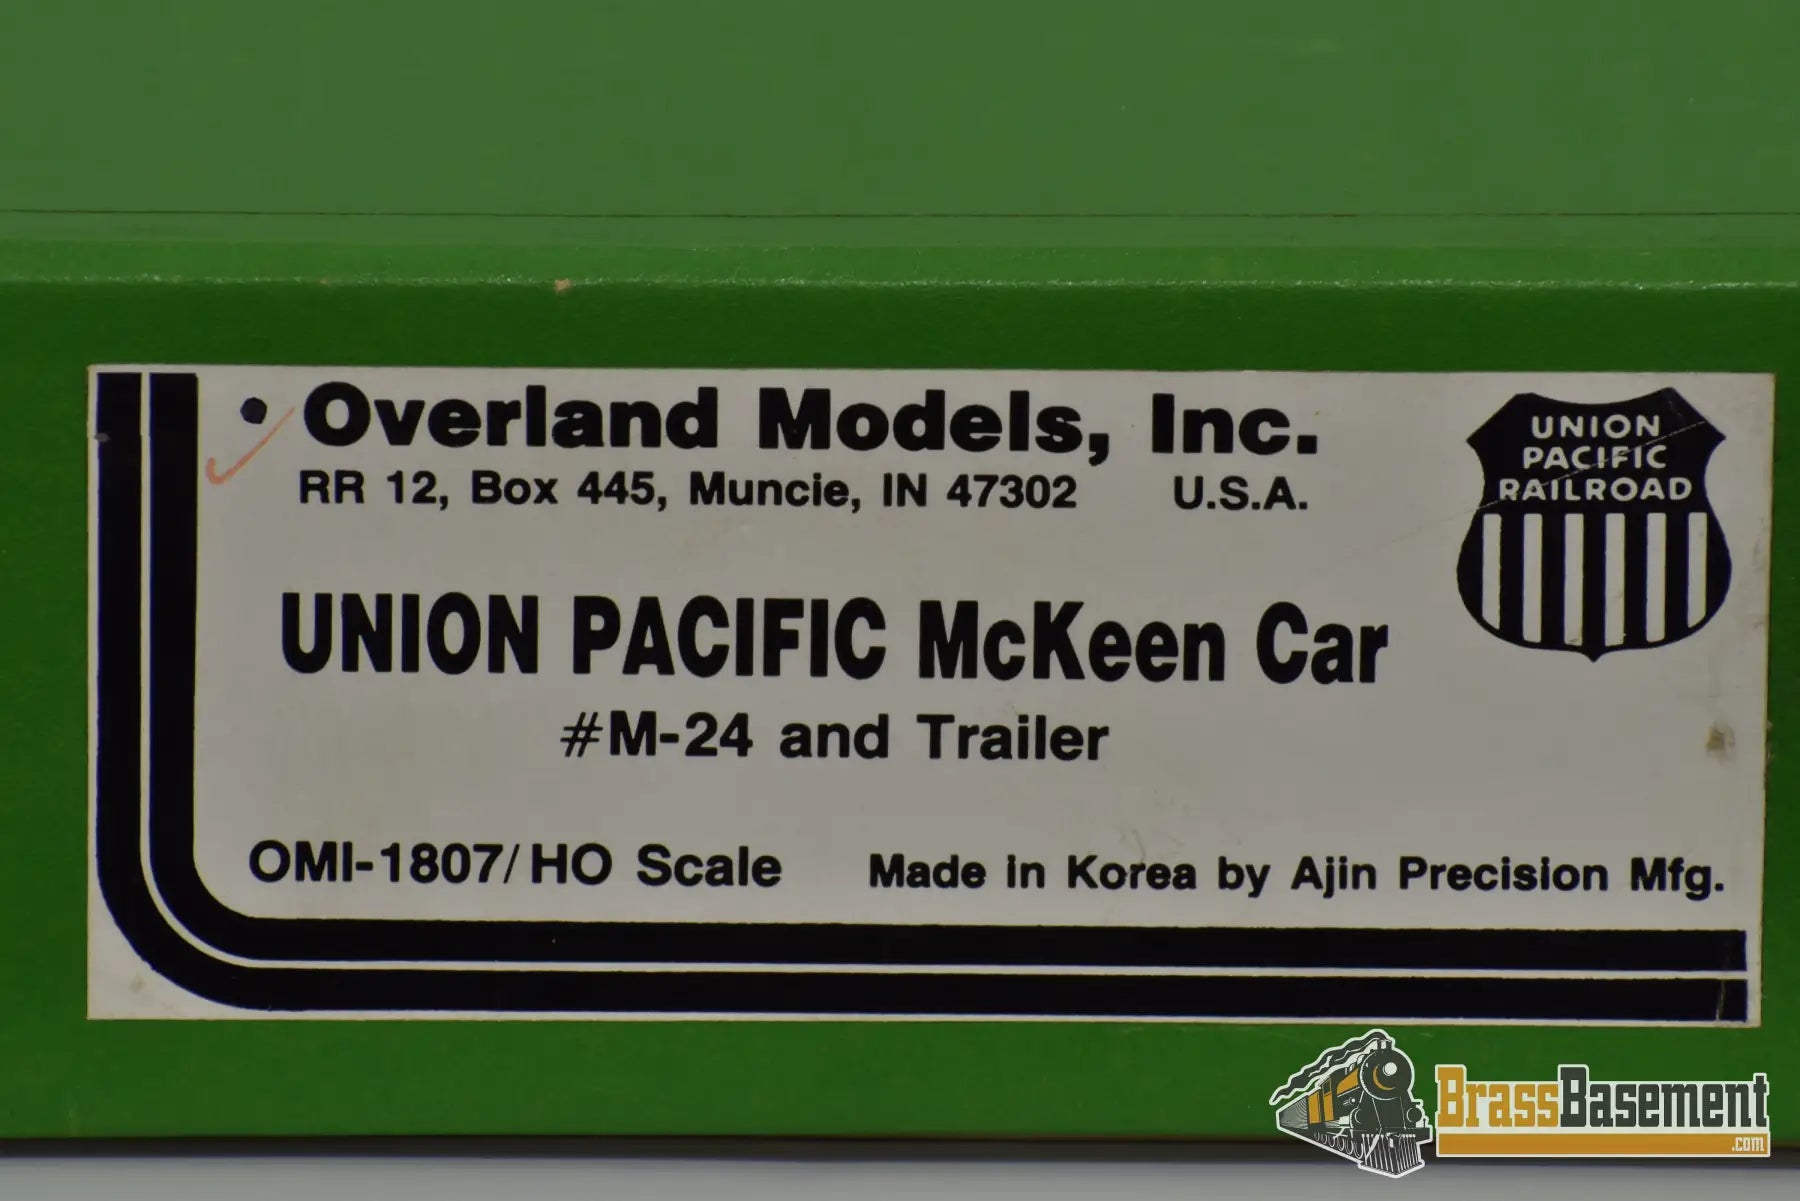 • Overland Models, Inc.
RR 12, Box 445, Muncie, IN 47302 U.S.A.
UNION
PACIFIC
RAILROAD
UNION PACIFIC McKeen Car
#M-24 and Trailer
OMI-1807/HO Scale Made in Korea by Ajin Precision Mfg.
BrassBasement
.com